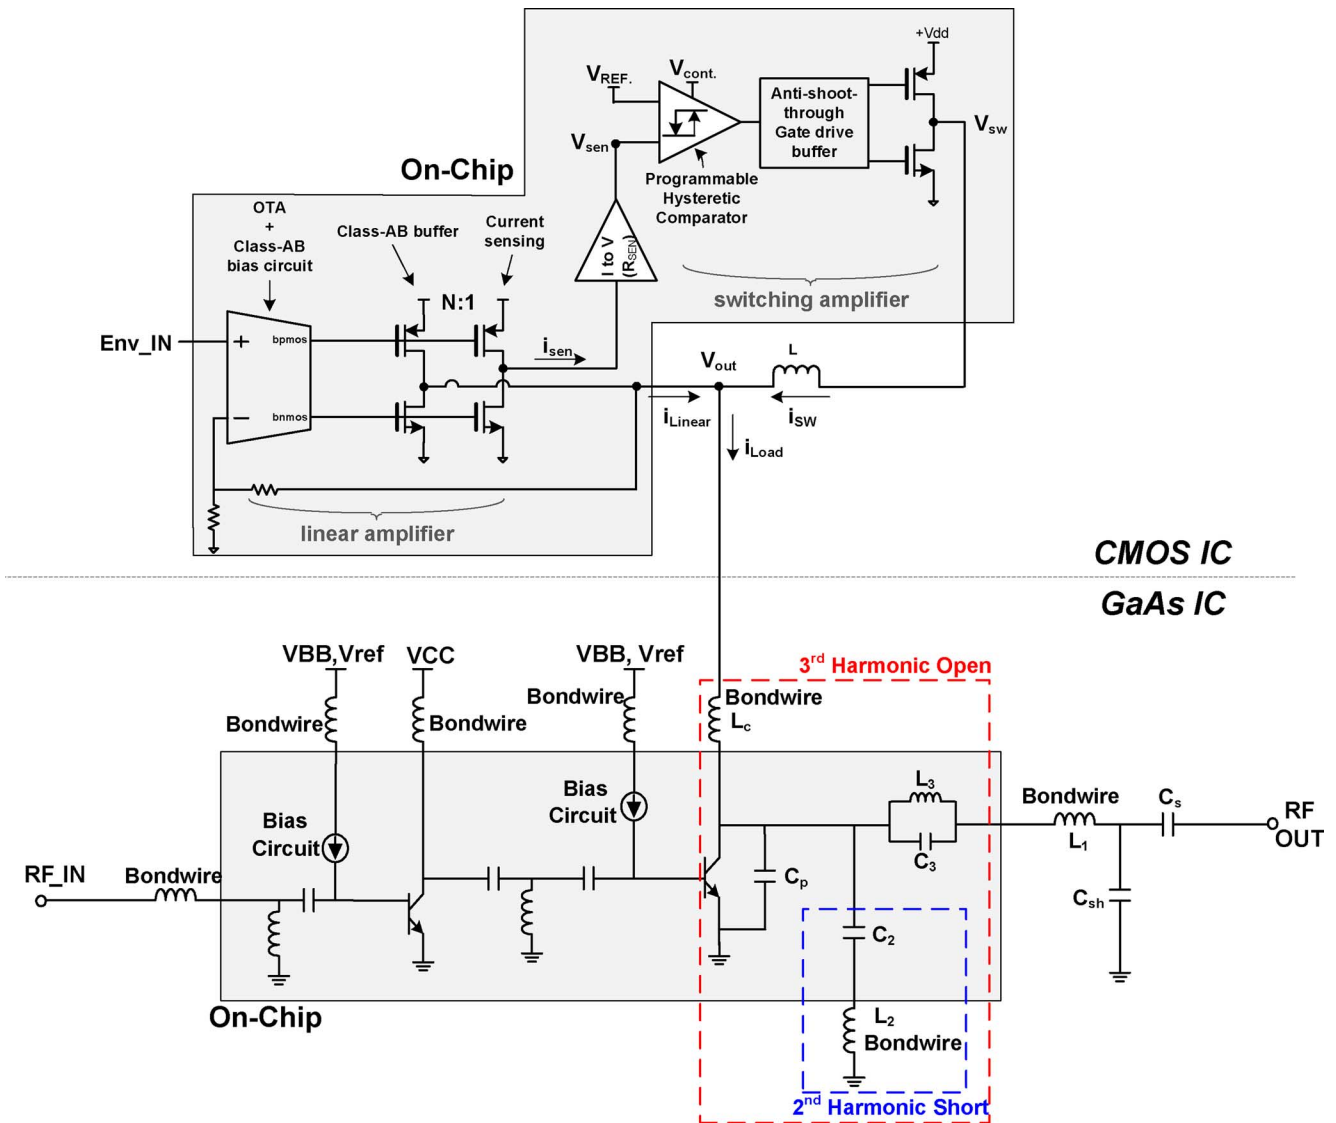 +Vdd
V_REF.
V_cont.
Anti-shoot-
through
Gate drive
buffer
V_sw
V_sen
On-Chip
Programmable
Hysteretic
Comparator
OTA
+
Class-AB
bias circuit
Class-AB buffer
Current
sensing
I to V
(R_SEN)
switching amplifier
N:1
Env_IN
+
bpmos
i_sen
V_out
L
−
bnmos
i_Linear
i_SW
i_Load
linear amplifier
CMOS IC
GaAs IC
VBB,Vref
VCC
VBB, Vref
3rd Harmonic Open
Bondwire
Bondwire
Bondwire
Bondwire
L_c
Bias
Circuit
Bias
Circuit
L_3
C_3
Bondwire
L_1
C_s
RF
OUT
RF_IN
Bondwire
C_p
C_sh
C_2
On-Chip
L_2
Bondwire
2nd Harmonic Short